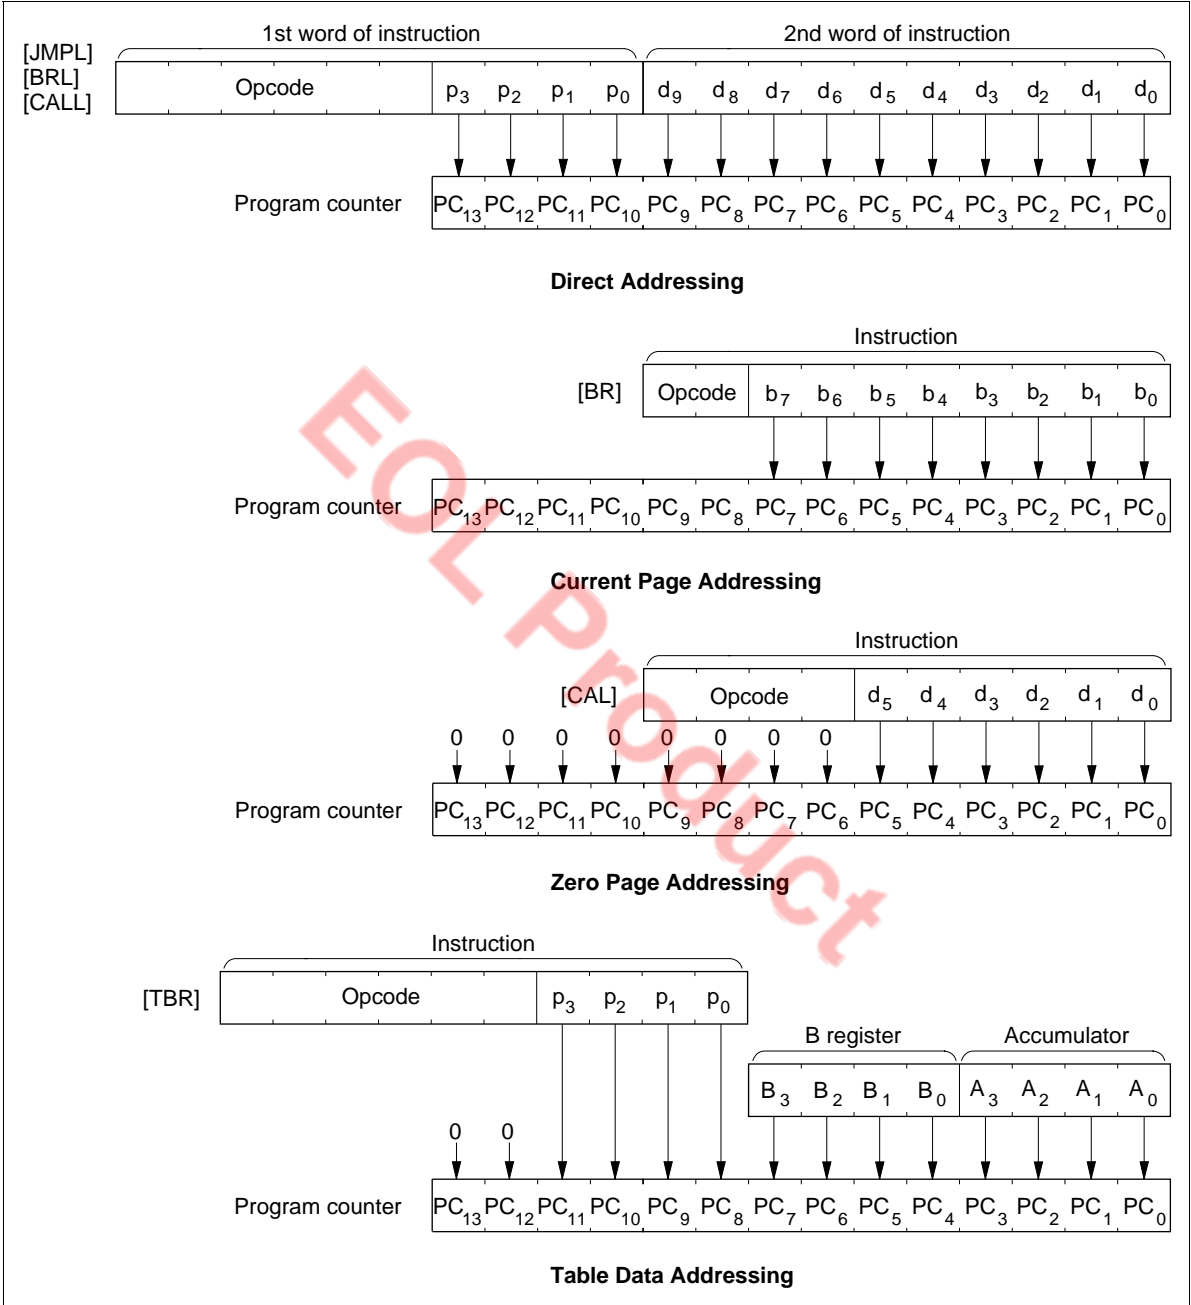 1st word of instruction 2nd word of instruction
[JMPL]
[BRL]
[CALL]
Opcode p3 p2 p1 p0 d9 d8 d7 d6 d5 d4 d3 d2 d1 d0
Program counter PC13 PC12 PC11 PC10 PC9 PC8 PC7 PC6 PC5 PC4 PC3 PC2 PC1 PC0
Direct Addressing
Instruction
[BR] Opcode b7 b6 b5 b4 b3 b2 b1 b0
Program counter PC13 PC12 PC11 PC10 PC9 PC8 PC7 PC6 PC5 PC4 PC3 PC2 PC1 PC0
Current Page Addressing
Instruction
[CAL] Opcode d5 d4 d3 d2 d1 d0
0 0 0 0 0 0 0 0
Program counter PC13 PC12 PC11 PC10 PC9 PC8 PC7 PC6 PC5 PC4 PC3 PC2 PC1 PC0
Zero Page Addressing
Instruction
[TBR] Opcode p3 p2 p1 p0
B register Accumulator
B3 B2 B1 B0 A3 A2 A1 A0
0 0
Program counter PC13 PC12 PC11 PC10 PC9 PC8 PC7 PC6 PC5 PC4 PC3 PC2 PC1 PC0
Table Data Addressing
EOL Product